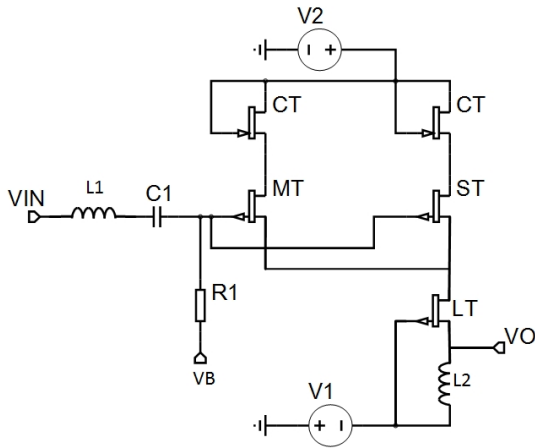 V2
- +
CT CT
L1 C1 MT ST
VIN
R1 LT
VO
VB L2
V1
+ -